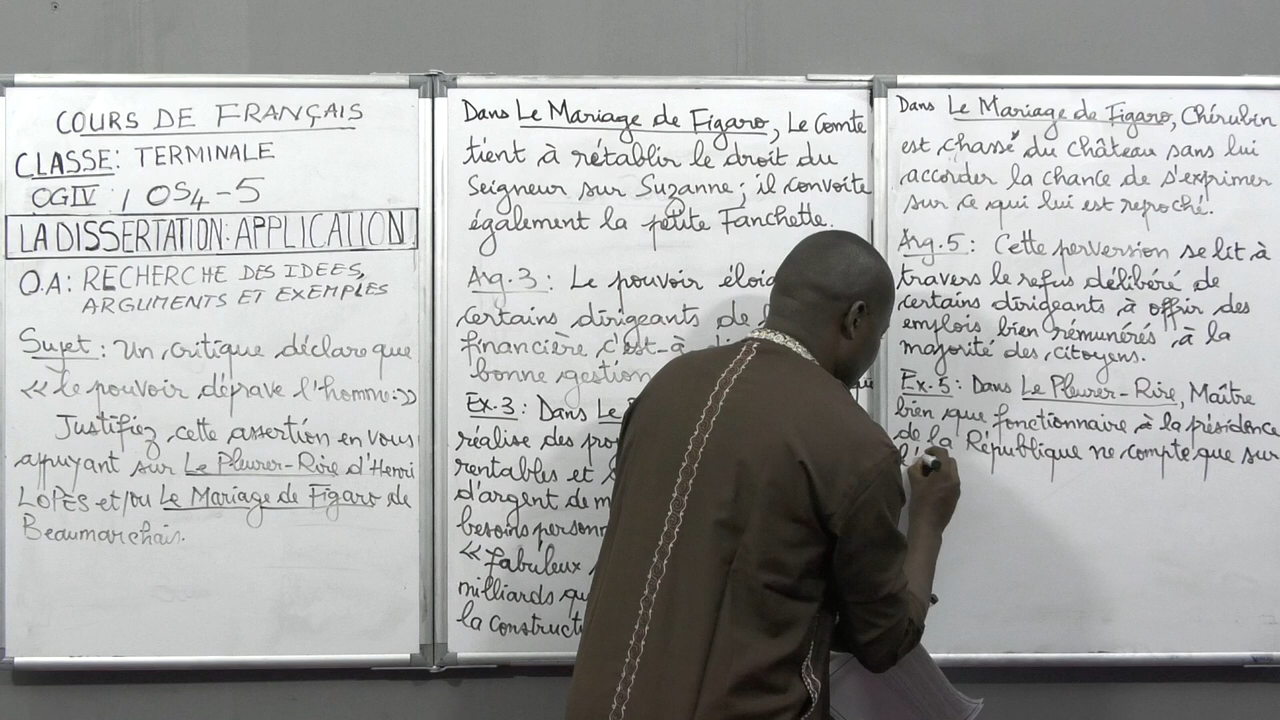 COURS DE FRANÇAIS
CLASSE: TERMINALE
OGIV / OS4-5
LA DISSERTATION: APPLICATION
O.A: RECHERCHE DES IDEES,
ARGUMENTS ET EXEMPLES
Sujet : Un critique déclare que
« le pouvoir déprave l'homme.»
Justifiez cette assertion en vous
appuyant sur Le Pleurer-Rire d'Henri
LOPÈS et/ou Le Mariage de Figaro de
Beaumarchais.
Dans Le Mariage de Figaro, Le Comte
tient à rétablir le droit du
Seigneur sur Suzanne ; il convoite
également la petite Fanchette.
Arg.3 : Le pouvoir
certains dirigeants de
financière c'est-à
bonne gestion
Ex.3 : Dans Le
réalise des
rentables et
d'argent de
besoins
« fabuleux
milliards
la
Dans Le Mariage de Figaro, Chérubin
est chassé du château sans lui
accorder la chance de s'exprimer
sur ce qui lui est reproché.
Arg.5 : Cette perversion se lit à
travers le refus délibéré de
certains dirigeants à offrir des
emplois bien rémunérés à la
majorité des citoyens.
Ex.5 : Dans Le Pleurer-Rire, Maître
bien que fonctionnaire à la présidence
de la République ne compte que sur